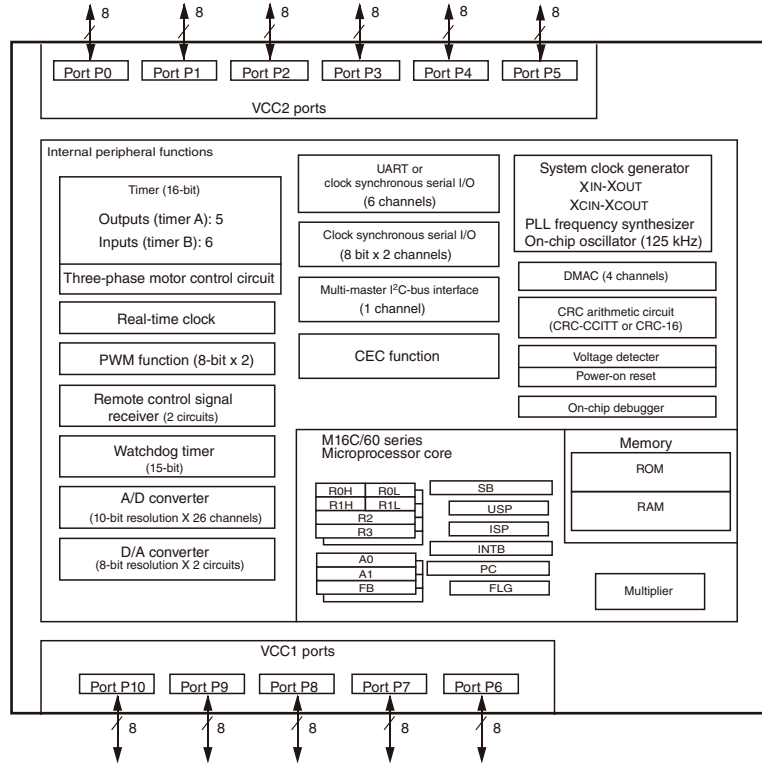 8 8 8 8 8 8
Port P0 Port P1 Port P2 Port P3 Port P4 Port P5
VCC2 ports
Internal peripheral functions
Timer (16-bit)
Outputs (timer A): 5
Inputs (timer B): 6
Three-phase motor control circuit
Real-time clock
PWM function (8-bit x 2)
Remote control signal
receiver (2 circuits)
Watchdog timer
(15-bit)
A/D converter
(10-bit resolution X 26 channels)
D/A converter
(8-bit resolution X 2 circuits)
UART or
clock synchronous serial I/O
(6 channels)
Clock synchronous serial I/O
(8 bit x 2 channels)
Multi-master I²C-bus interface
(1 channel)
CEC function
System clock generator
XIN-XOUT
XCIN-XCOUT
PLL frequency synthesizer
On-chip oscillator (125 kHz)
DMAC (4 channels)
CRC arithmetic circuit
(CRC-CCITT or CRC-16)
Voltage detecter
Power-on reset
On-chip debugger
M16C/60 series
Microprocessor core
R0H R0L
R1H R1L
R2
R3
A0
A1
FB
SB
USP
ISP
INTB
PC
FLG
Memory
ROM
RAM
Multiplier
VCC1 ports
Port P10 Port P9 Port P8 Port P7 Port P6
8 8 8 8 8